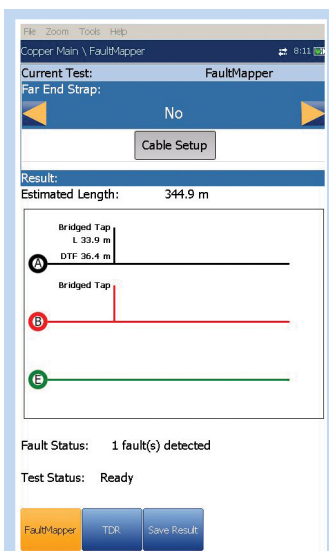 File Zoom Tools Help
Copper Main \ FaultMapper 8:11
Current Test: FaultMapper
Far End Strap:
No
Cable Setup
Result:
Estimated Length: 344.9 m
Bridged Tap
L 33.9 m
DTF 36.4 m
A
Bridged Tap
B
E
Fault Status: 1 fault(s) detected
Test Status: Ready
FaultMapper TDR Save Result